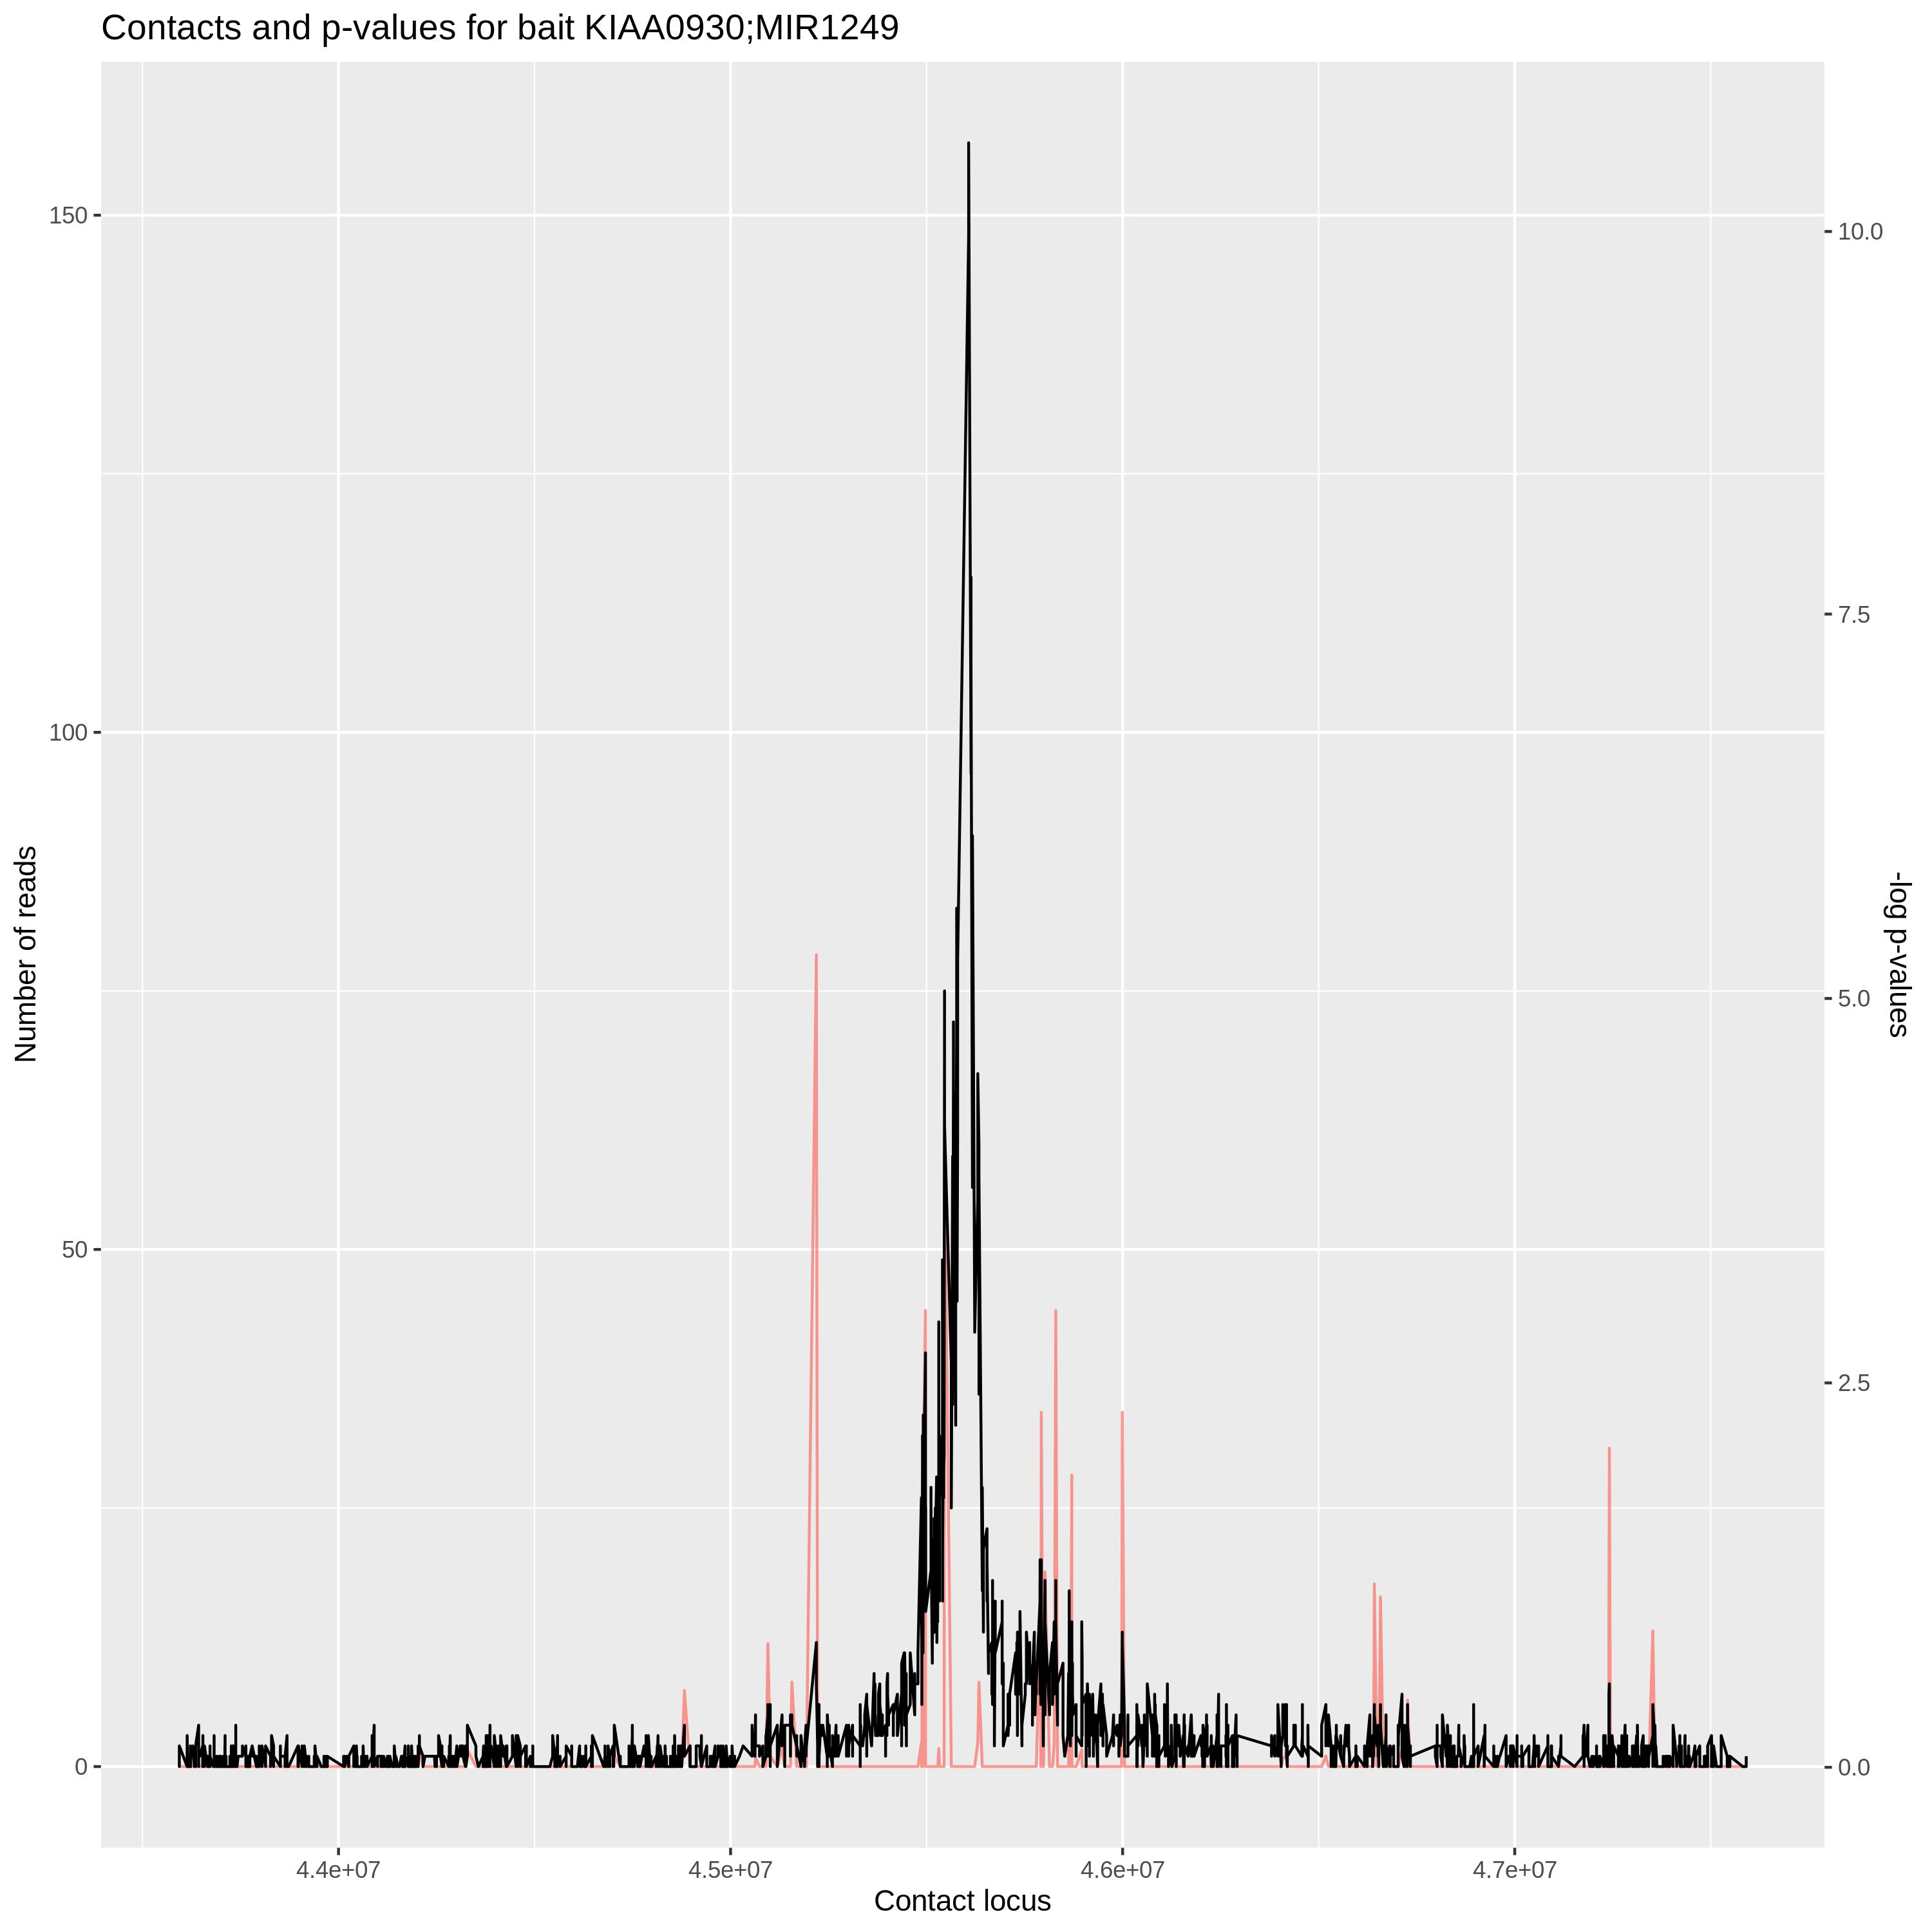 Contacts and p-values for bait KIAA0930;MIR1249
150
100
50
0
10.0
7.5
5.0
2.5
0.0
Number of reads
-log p-values
4.4e+07 4.5e+07 4.6e+07 4.7e+07
Contact locus